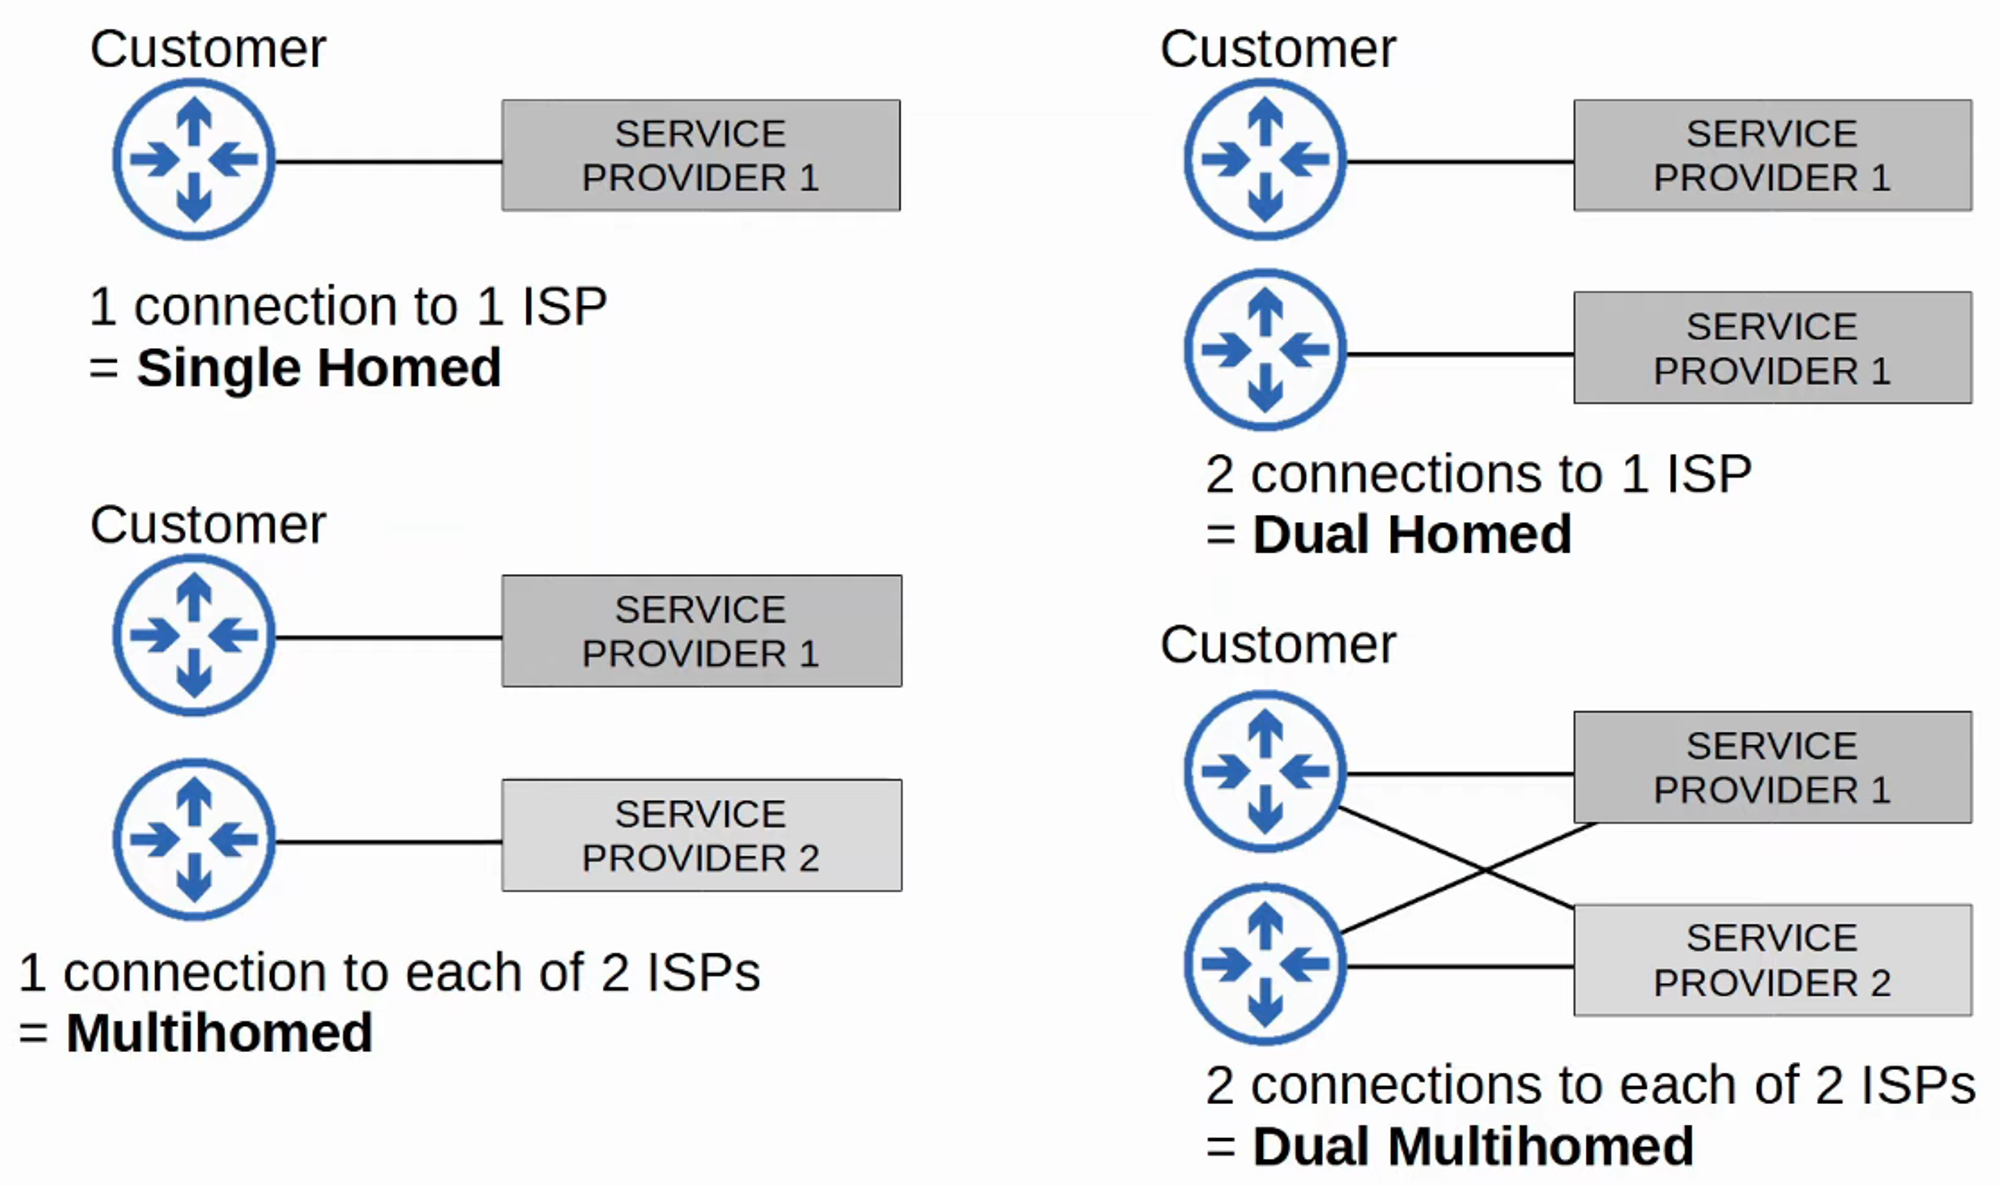 Customer
SERVICE
PROVIDER 1
1 connection to 1 ISP
= Single Homed
Customer
SERVICE
PROVIDER 1
SERVICE
PROVIDER 1
2 connections to 1 ISP
= Dual Homed
Customer
SERVICE
PROVIDER 1
SERVICE
PROVIDER 2
1 connection to each of 2 ISPs
= Multihomed
Customer
SERVICE
PROVIDER 1
SERVICE
PROVIDER 2
2 connections to each of 2 ISPs
= Dual Multihomed